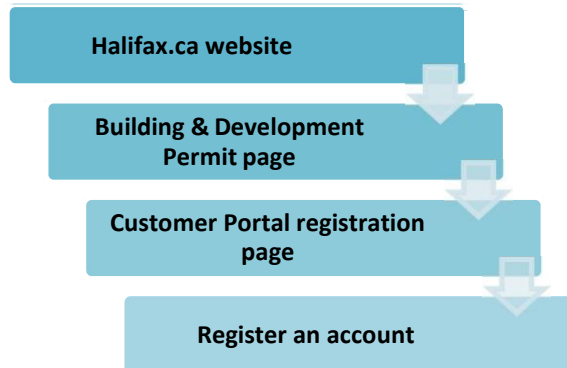 Halifax.ca website
Building & Development
Permit page
Customer Portal registration
page
Register an account